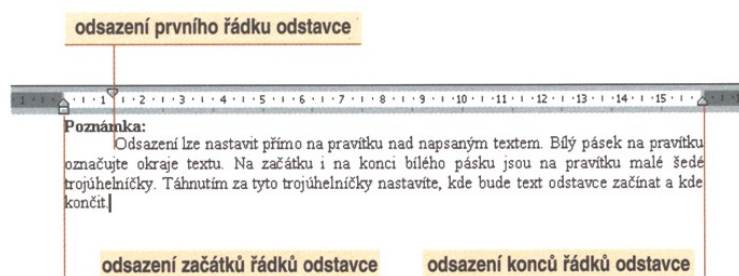 odsazení prvního řádku odstavce
1 1 2 3 4 5 6 7 8 9 10 11 12 13 14 15
Poznámka:
Odsazení lze nastavit přímo na pravítku nad napsaným textem. Bílý pásek na pravítku
označujte okraje textu. Na začátku i na konci bílého pásku jsou na pravítku malé šedé
trojúhelníčky. Táhnutím za tyto trojúhelníčky nastavíte, kde bude text odstavce začínat a kde
končit.
odsazení začátků řádků odstavce
odsazení konců řádků odstavce